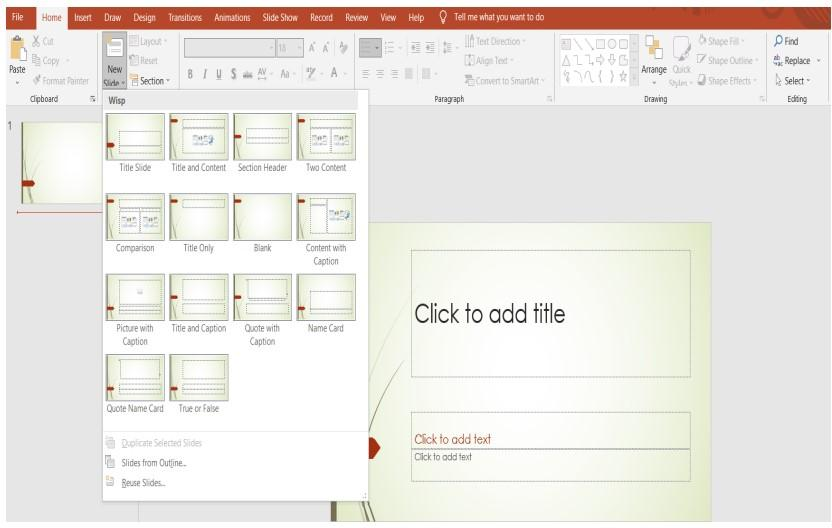 File Home Insert Draw Design Transitions Animations Slide Show Record Review View Help Tell me what you want to do
Paste
Cut
Copy
Format Painter
Clipboard
New
Slide
Layout
Reset
Section
18
A A
B I U S abc AV Aa A
Text Direction
Align Text
Convert to SmartArt
Paragraph
Arrange
Quick
Styles
Shape Fill
Shape Outline
Shape Effects
Drawing
Find
Replace
Select
Editing
1
Wisp
Title Slide
Title and Content
Section Header
Two Content
Comparison
Title Only
Blank
Content with
Caption
Picture with
Caption
Title and Caption
Quote with
Caption
Name Card
Quote Name Card
True or False
Duplicate Selected Slides
Slides from Outline...
Reuse Slides...
Click to add title
Click to add text
Click to add text